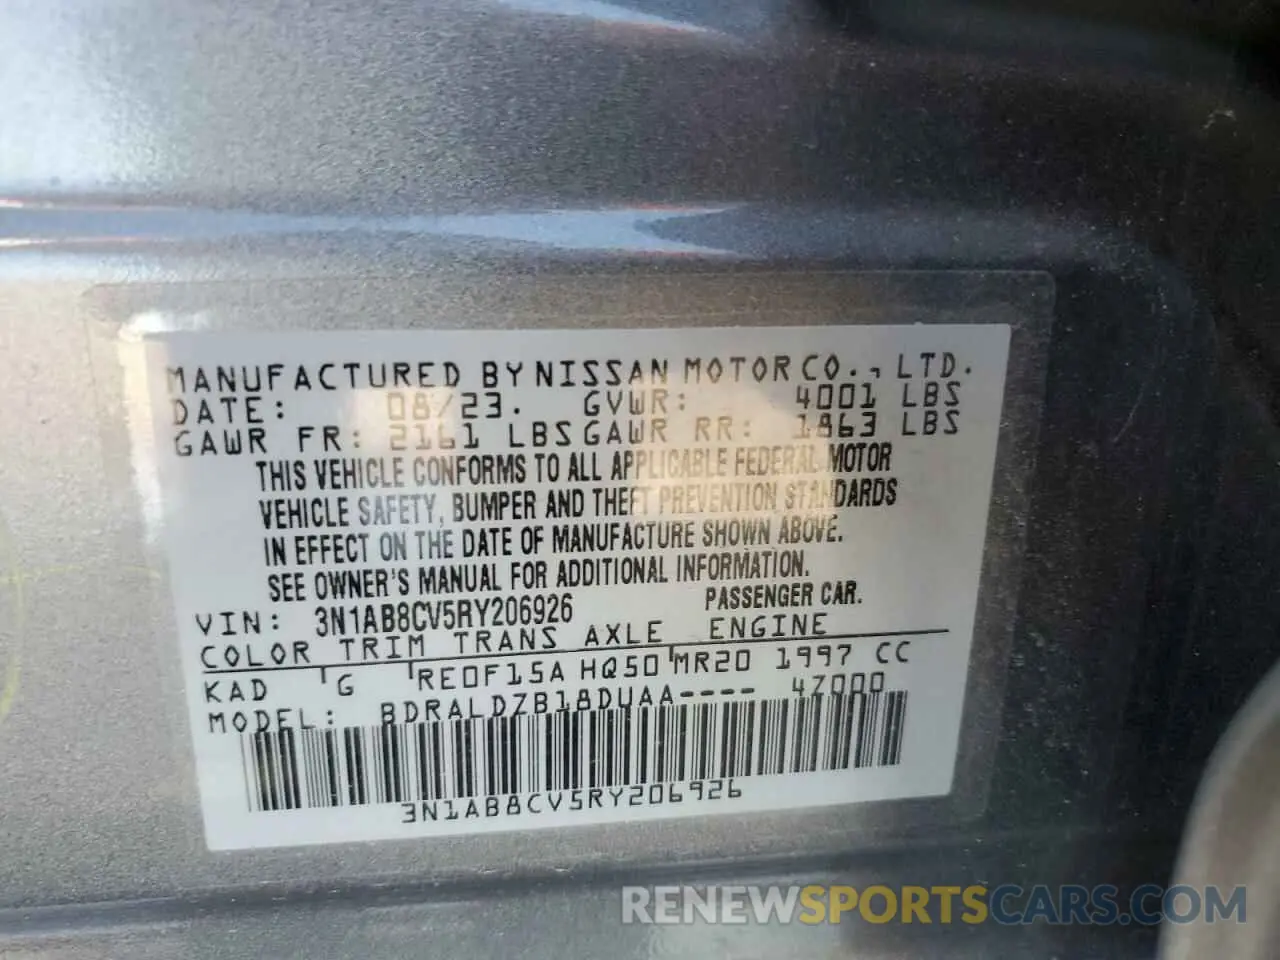 MANUFACTURED BY NISSAN MOTOR CO., LTD.
DATE: 08/23. GVWR: 4001 LBS
GAWR FR: 2161 LBS GAWR RR: 1863 LBS
THIS VEHICLE CONFORMS TO ALL APPLICABLE FEDERAL MOTOR
VEHICLE SAFETY, BUMPER AND THEFT PREVENTION STANDARDS
IN EFFECT ON THE DATE OF MANUFACTURE SHOWN ABOVE.
SEE OWNER'S MANUAL FOR ADDITIONAL INFORMATION.
VIN: 3N1AB8CV5RY206926 PASSENGER CAR.
COLOR TRIM TRANS AXLE ENGINE
KAD G RE0F15A HQ50 MR20 1997 CC
MODEL: BDRALDZB18DUAA---- 4Z000
3N1AB8CV5RY206926
RENEWSPORTSCARS.COM